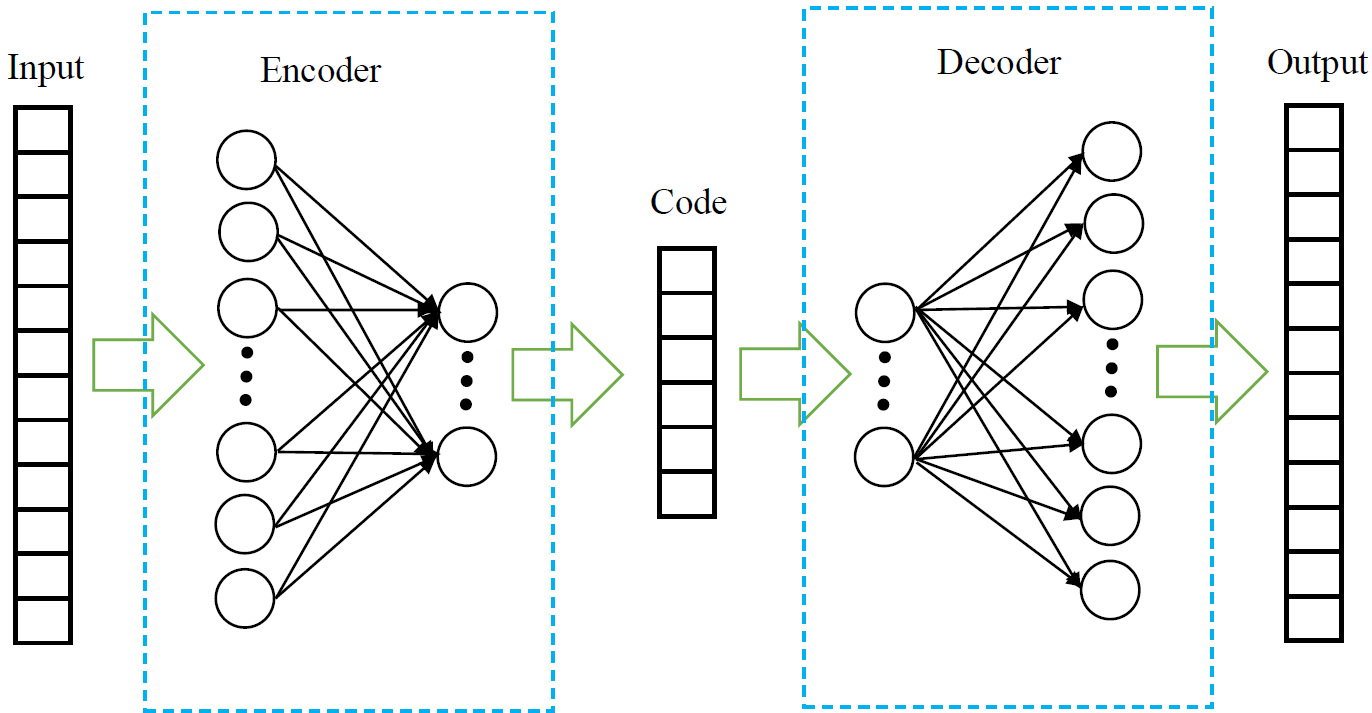 Input
Encoder
Code
Decoder
Output